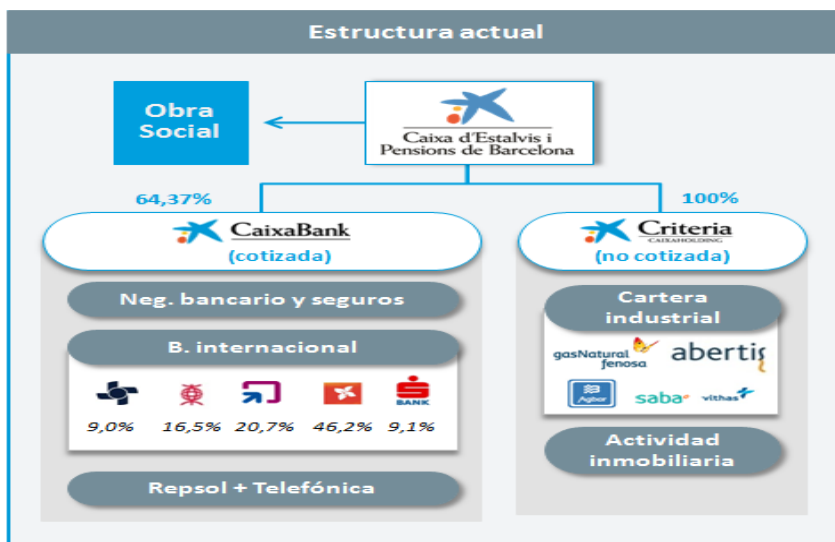 Estructura actual
Obra
Social
Caixa d'Estalvis i
Pensions de Barcelona
64,37%
100%
CaixaBank
(cotizada)
Criteria
CAIXAHOLDING
(no cotizada)
Neg. bancario y seguros
B. internacional
BANK
9,0% 16,5% 20,7% 46,2% 9,1%
Repsol + Telefónica
Cartera
industrial
gasNatural
fenosa
abertis
Agbar
saba
vithas
Actividad
inmobiliaria